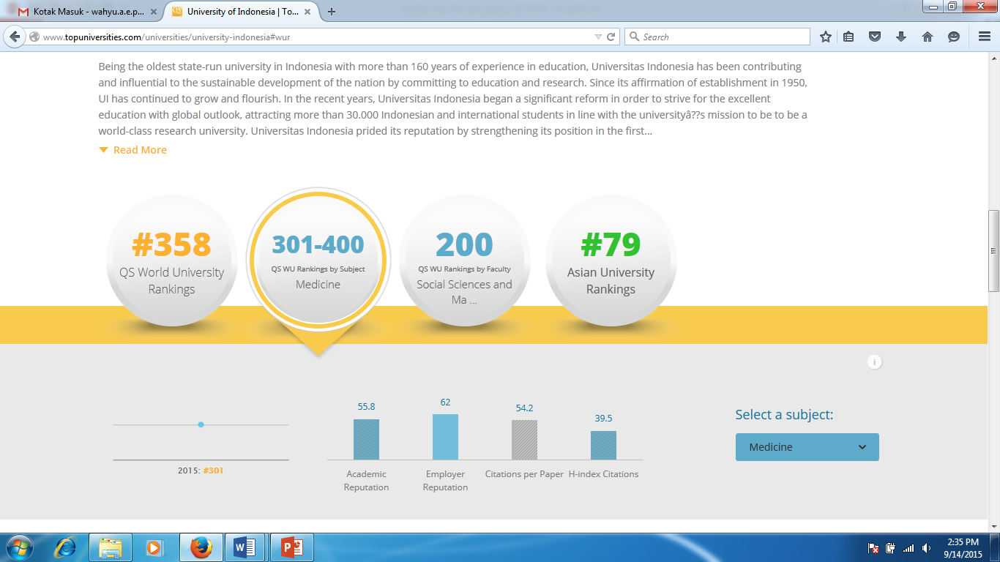 Kotak Masuk - wahyu.a.e.p...
University of Indonesia | To...
www.topuniversities.com/universities/university-indonesia#wur
Search
Being the oldest state-run university in Indonesia with more than 160 years of experience in education, Universitas Indonesia has been contributing
and influential to the sustainable development of the nation by committing to education and research. Since its affirmation of establishment in 1950,
UI has continued to grow and flourish. In the recent years, Universitas Indonesia began a significant reform in order to strive for the excellent
education with global outlook, attracting more than 30.000 Indonesian and international students in line with the universityâ??s mission to be to be a
world-class research university. Universitas Indonesia prided its reputation by strengthening its position in the first...
Read More
#358
QS World University
Rankings
301-400
QS WU Rankings by Subject
Medicine
200
QS WU Rankings by Faculty
Social Sciences and
Ma ...
#79
Asian University
Rankings
i
2015: #301
55.8
Academic
Reputation
62
Employer
Reputation
54.2
Citations per Paper
39.5
H-index Citations
Select a subject:
Medicine
2:35 PM
9/14/2015